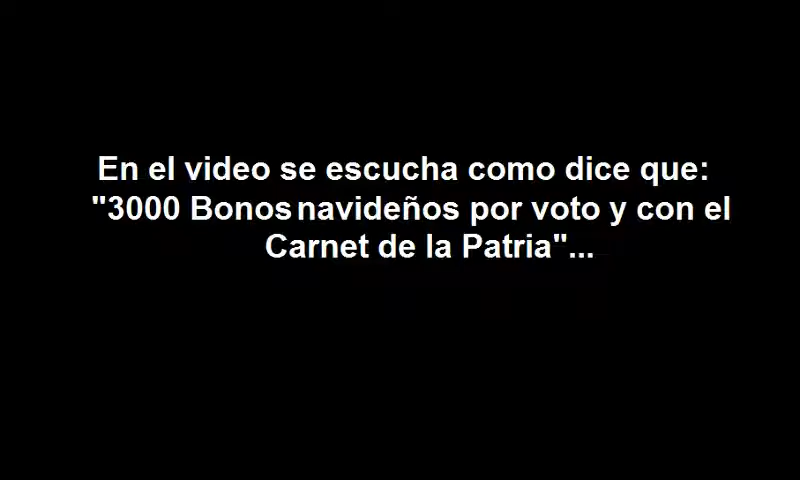 En el video se escucha como dice que:
"3000 Bonos navideños por voto y con el
Carnet de la Patria"...